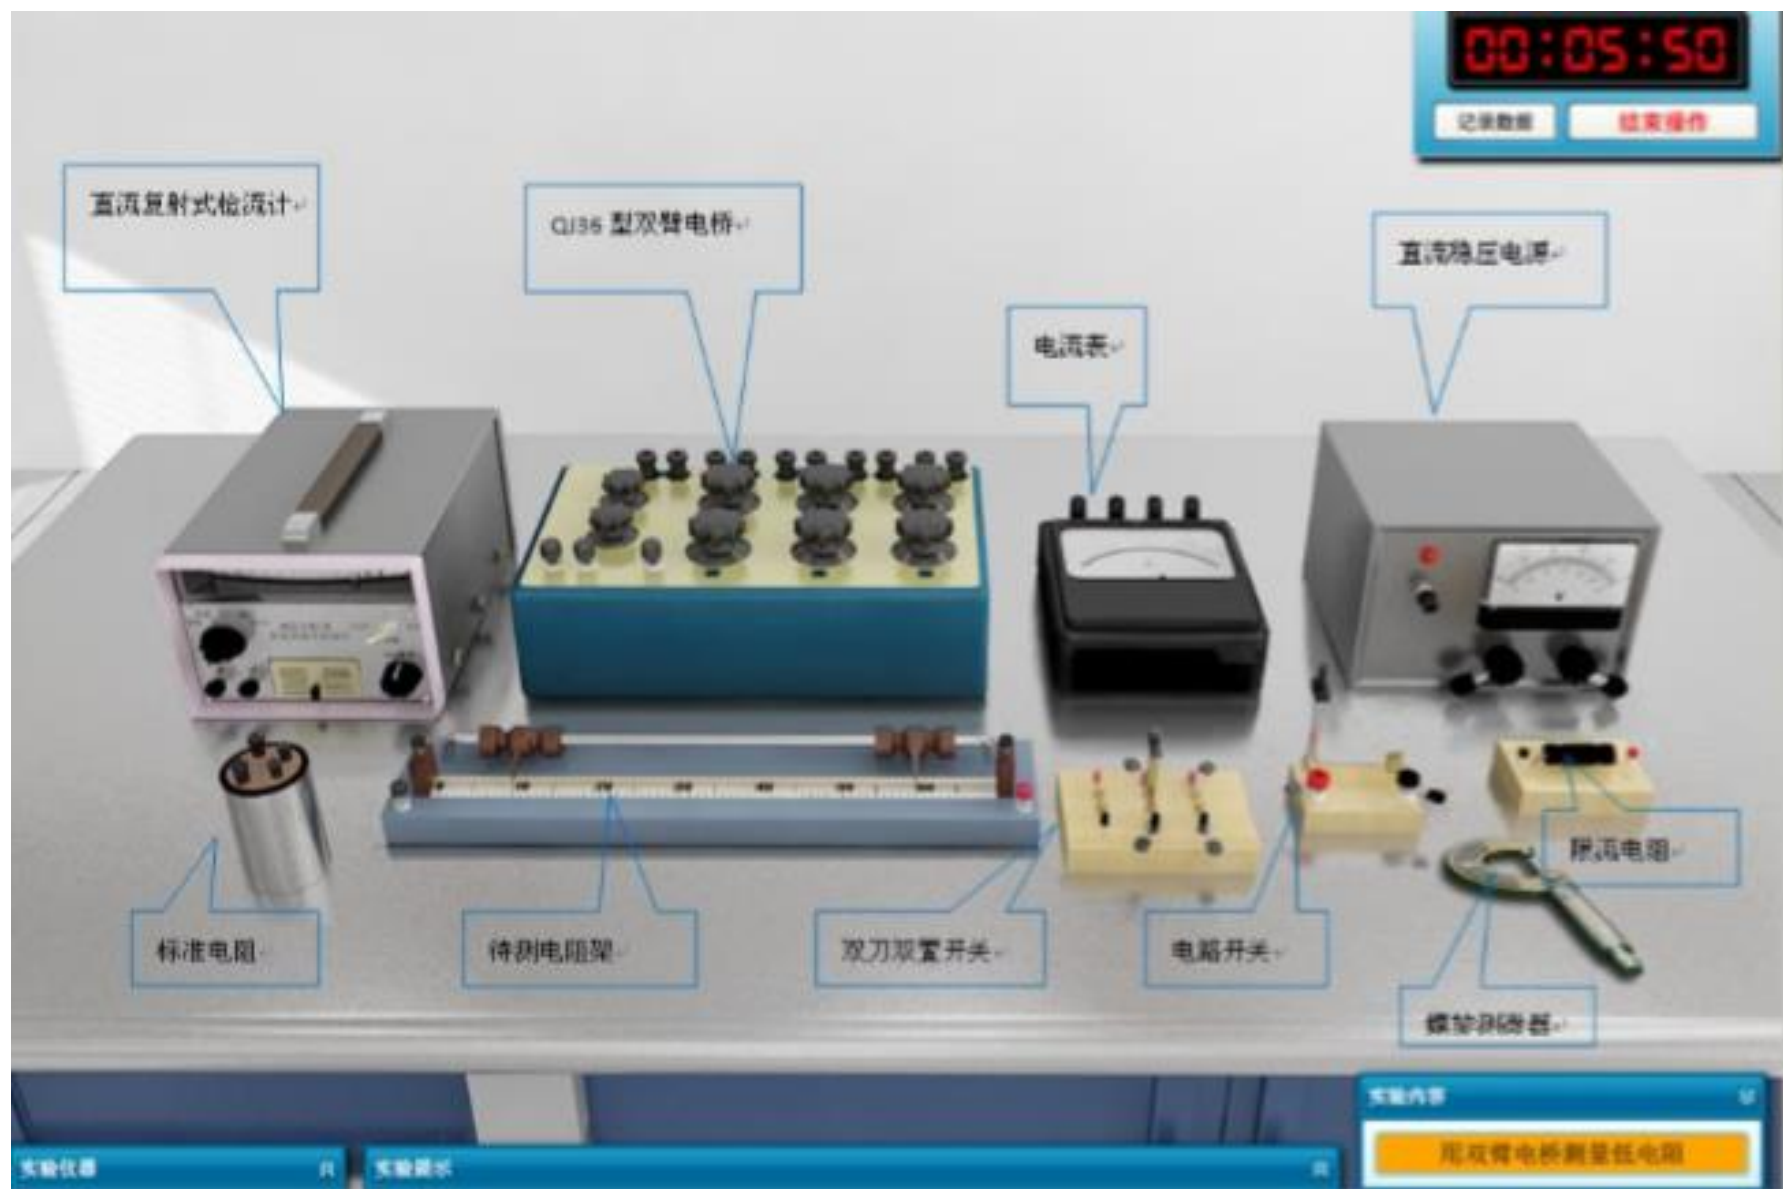 00:05:50
记录数据
结束操作
直流复射式检流计
QJ36 型双臂电桥
直流稳压电源
电流表
标准电阻
待测电阻架
双刀双置开关
电路开关
限流电阻
螺旋测微器
实验内容
用双臂电桥测量低电阻
实验仪器
实验提示